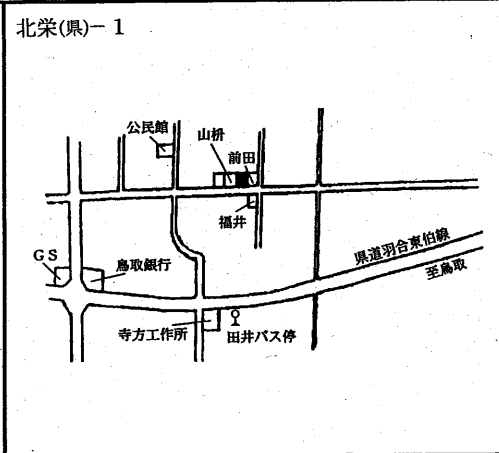 北栄(県)－1
公民館
山枡
前田
福井
県道羽合東伯線
至鳥取
GS
鳥取銀行
寺方工作所
田井バス停